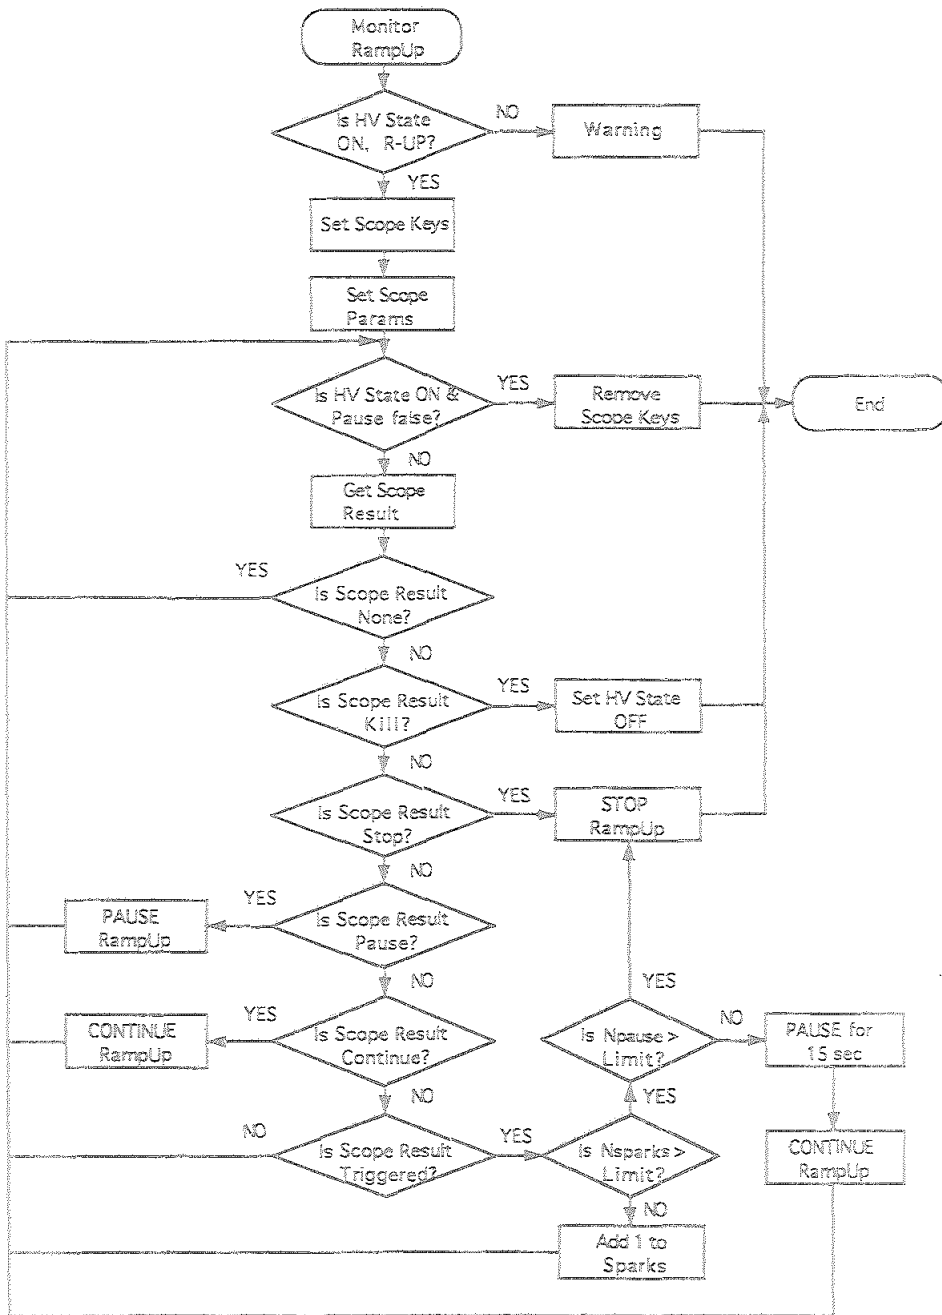 Monitor
RampUp
Is HV State
ON, R-UP?
NO
Warning
YES
Set Scope Keys
Set Scope
Params
Is HV State ON &
Pause false?
YES
Remove
Scope Keys
End
NO
Get Scope
Result
YES
Is Scope Result
None?
NO
Is Scope Result
Kill?
YES
Set HV State
OFF
NO
Is Scope Result
Stop?
YES
STOP
RampUp
NO
YES
PAUSE
RampUp
Is Scope Result
Pause?
YES
NO
YES
CONTINUE
RampUp
Is Scope Result
Continue?
Is Npause >
Limit?
NO
PAUSE for
15 sec
NO
YES
NO
Is Scope Result
Triggered?
YES
Is Nsparks >
Limit?
CONTINUE
RampUp
NO
Add 1 to
Sparks